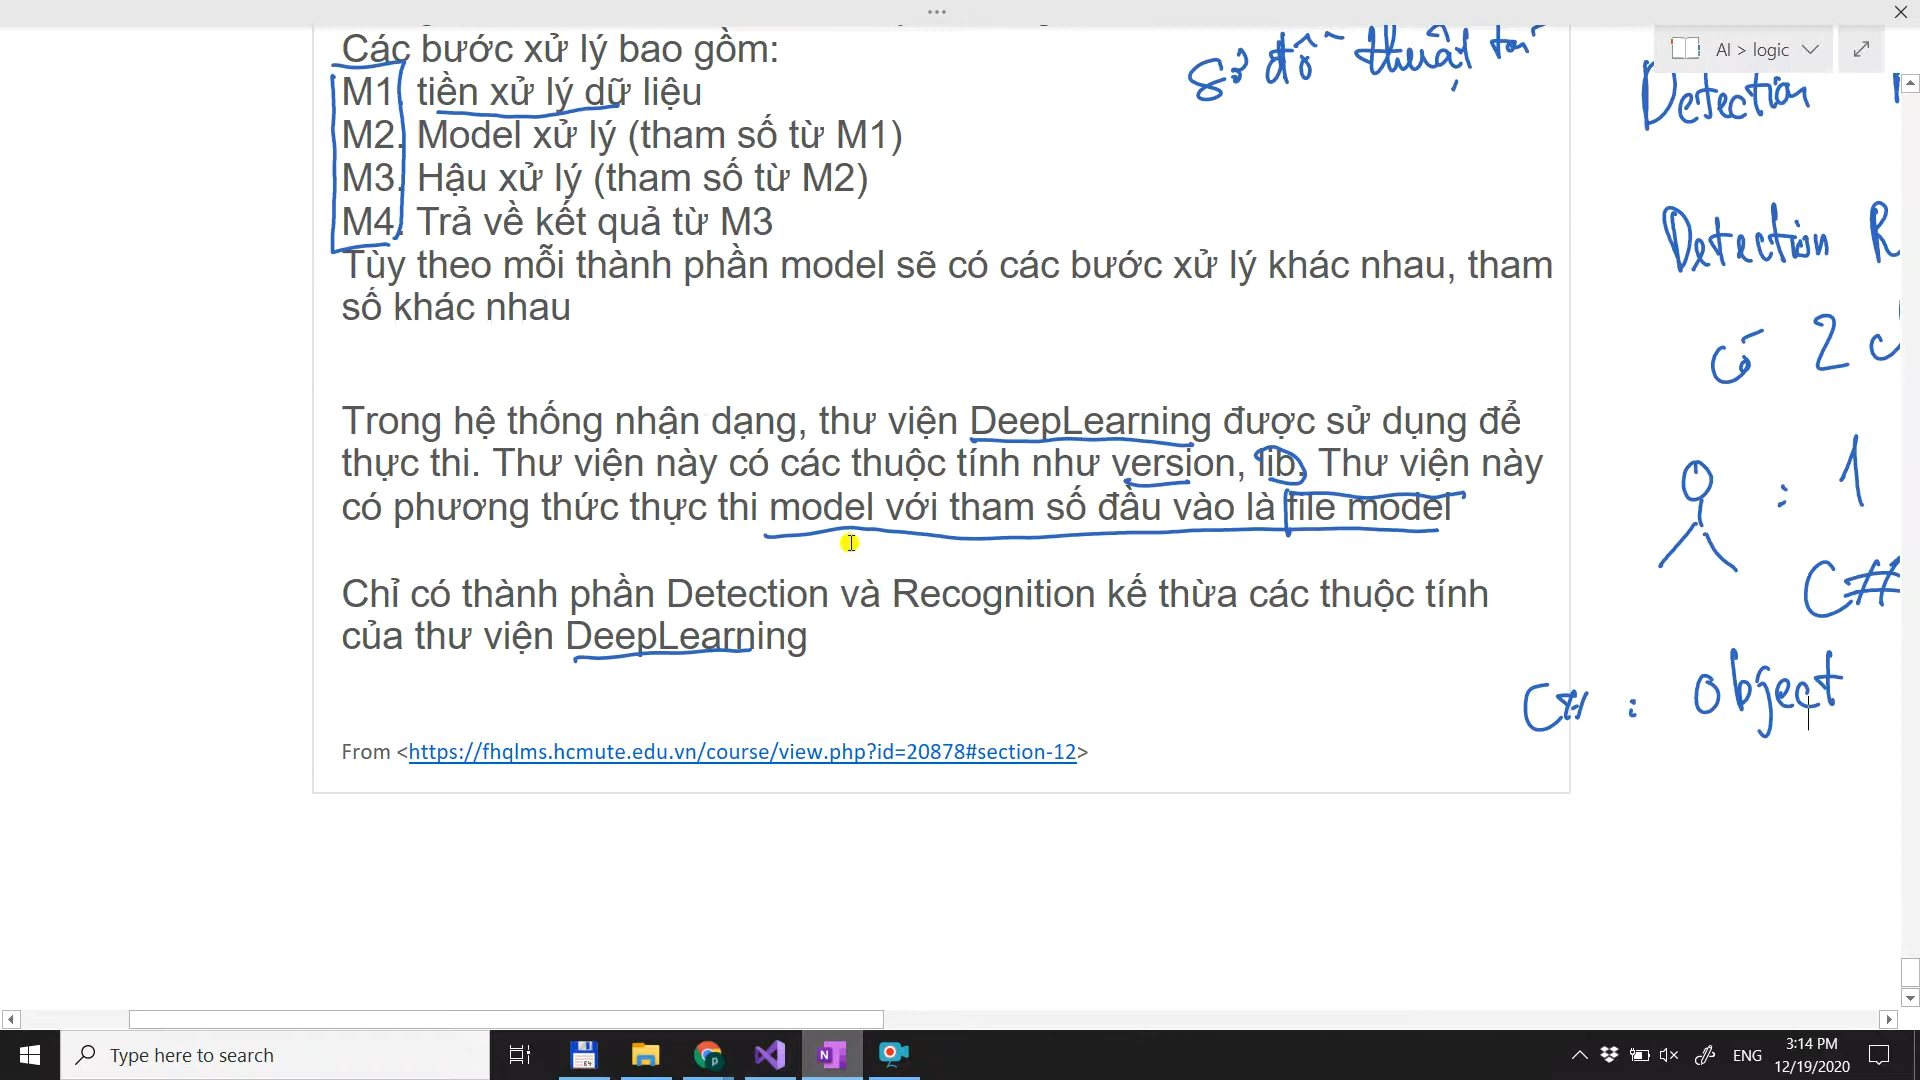 AI > logic
Các bước xử lý bao gồm:
Sơ đồ thuật
M1. tiền xử lý dữ liệu
Detection
M2. Model xử lý (tham số từ M1)
M3. Hậu xử lý (tham số từ M2)
M4. Trả về kết quả từ M3
Detection R
Tùy theo mỗi thành phần model sẽ có các bước xử lý khác nhau, tham
số khác nhau
có 2 c
Trong hệ thống nhận dạng, thư viện DeepLearning được sử dụng để
thực thi. Thư viện này có các thuộc tính như version, lib. Thư viện này
có phương thức thực thi model với tham số đầu vào là file model
: 1
C#
Chỉ có thành phần Detection và Recognition kế thừa các thuộc tính
của thư viện DeepLearning
C# : object
From <https://fhqlms.hcmute.edu.vn/course/view.php?id=20878#section-12>
Type here to search
ENG
3:14 PM
12/19/2020